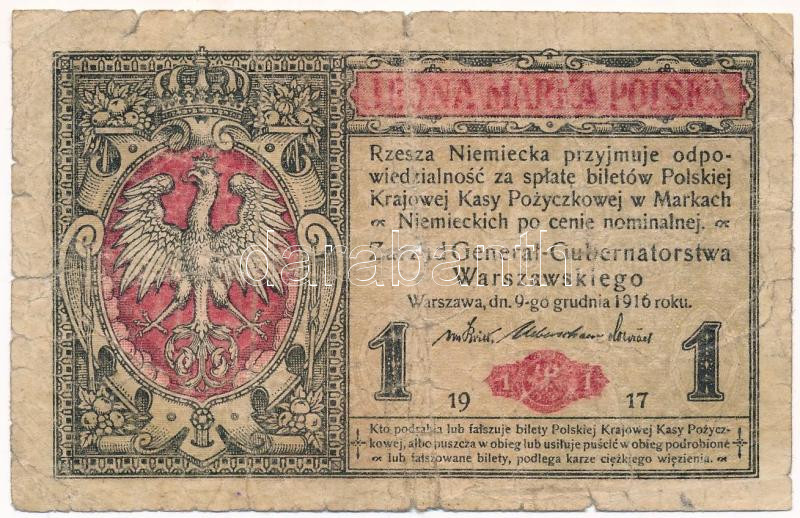 JEDNA MARKA POLSKA
Rzesza Niemiecka przyjmuje odpo-
wiedzialność za spłatę biletów Polskiej
Krajowej Kasy Pożyczkowej w Markach
Niemieckich po cenie nominalnej.
Zarząd General-Gubernatorstwa
Warszawskiego
Warszawa, dn. 9-go grudnia 1916 roku.
1 1 1 1
19 17
Kto podrabia lub fałszuje bilety Polskiej Krajowej Kasy Pożycz-
kowej, albo puszcza w obieg lub usiłuje puścić w obieg podrobione
lub fałszowane bilety, podlega karze ciężkiego więzienia.
darabanth